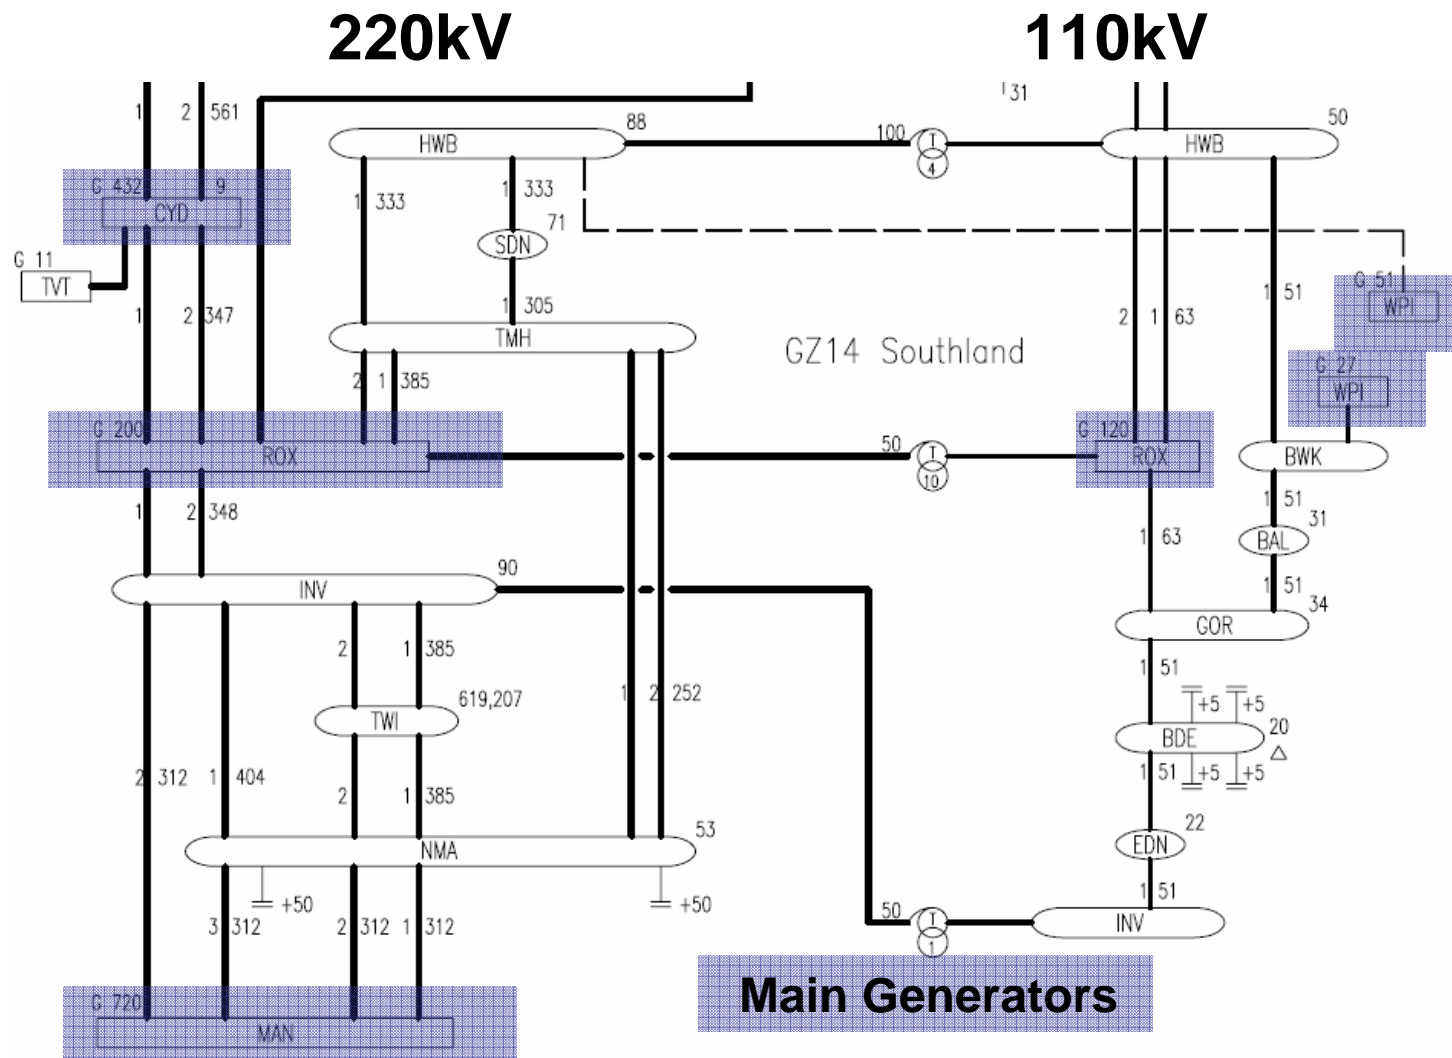 220kV 110kV
1 2 561 31
88 50
HWB 100 T HWB
4
G 432 9
CYD
1 333 1 333
71
SDN
G 11
TVT
G 51
WPI
1 2 347 1 305 2 1 63 1 51
TMH
GZ14 Southland
G 27
WPI
2 1 385
G 200 G 120
ROX 50 T ROX BWK
10
1 2 348 1 63 1 51
31
BAL
90
INV 1 51
34
GOR
2 1 385 1 51
1 2 252
619,207
+5 +5
TWI
20
BDE
2 312 1 404 1 51 +5 +5
2 1 385
53 22
NMA EDN
+50 +50
1 51
3 312 2 312 1 312 50 T INV
1
Main Generators
G 720
MAN